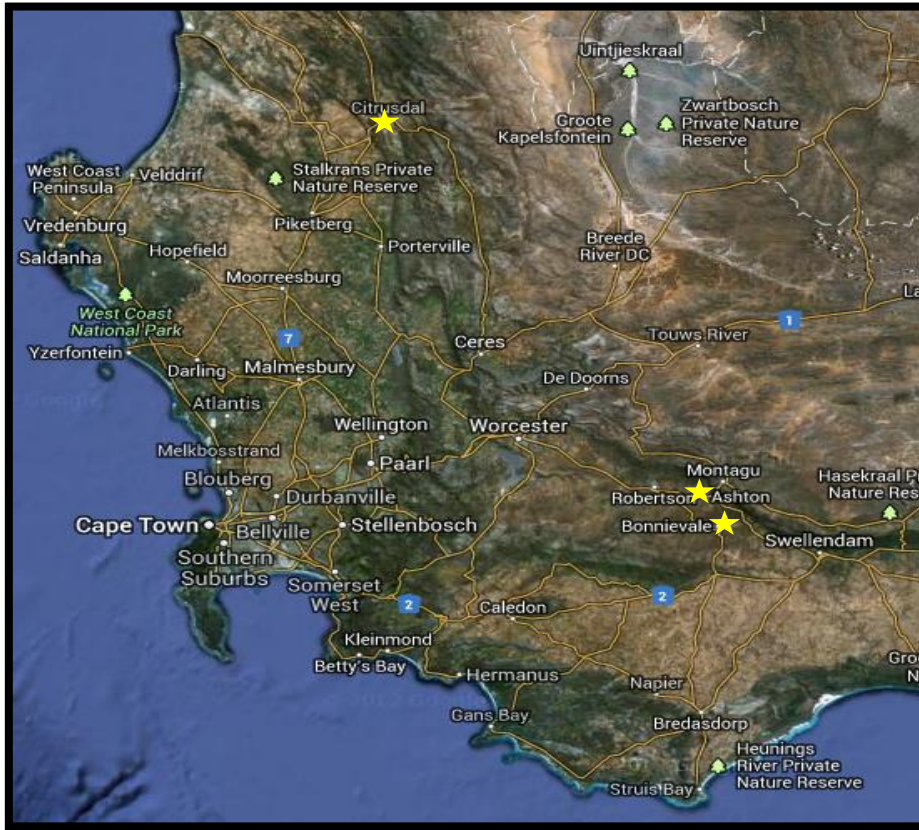 Uintjieskraal
Citrusdal
Zwartbosch
Private Nature
Reserve
Groote
Kapelsfontein
West Coast
Peninsula
Velddrif
Stalkrans Private
Nature Reserve
Vredenburg
Piketberg
Saldanha
Hopefield
Porterville
Breede
River DC
Moorreesburg
La
West Coast
National Park
1
7
Touws River
Yzerfontein
Ceres
Darling
Malmesbury
De Doorns
Atlantis
Wellington
Worcester
Melkbosstrand
Paarl
Montagu
Hasekraal P
Nature Res
Blouberg
Durbanville
Robertson
Ashton
Cape Town
Bellville
Stellenbosch
Bonnievale
Swellendam
Southern
Suburbs
Somerset
West
2
2
Caledon
Kleinmond
Betty's Bay
Hermanus
Groo
N
Napier
Gans Bay
Bredasdorp
Heunings
River Private
Nature Reserve
Struis Bay